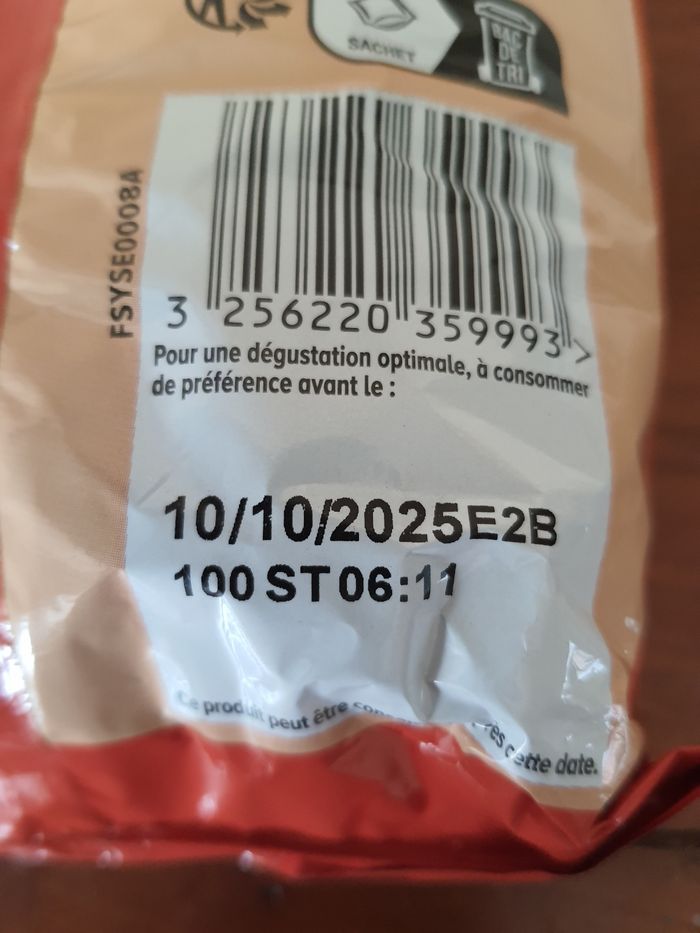 SACHET
BAC
DE
TRI
FSYSE0008A
3 256220 359993 >
Pour une dégustation optimale, à consommer
de préférence avant le :
10/10/2025E2B
100 ST 06:11
Ce produit peut être après cette date.